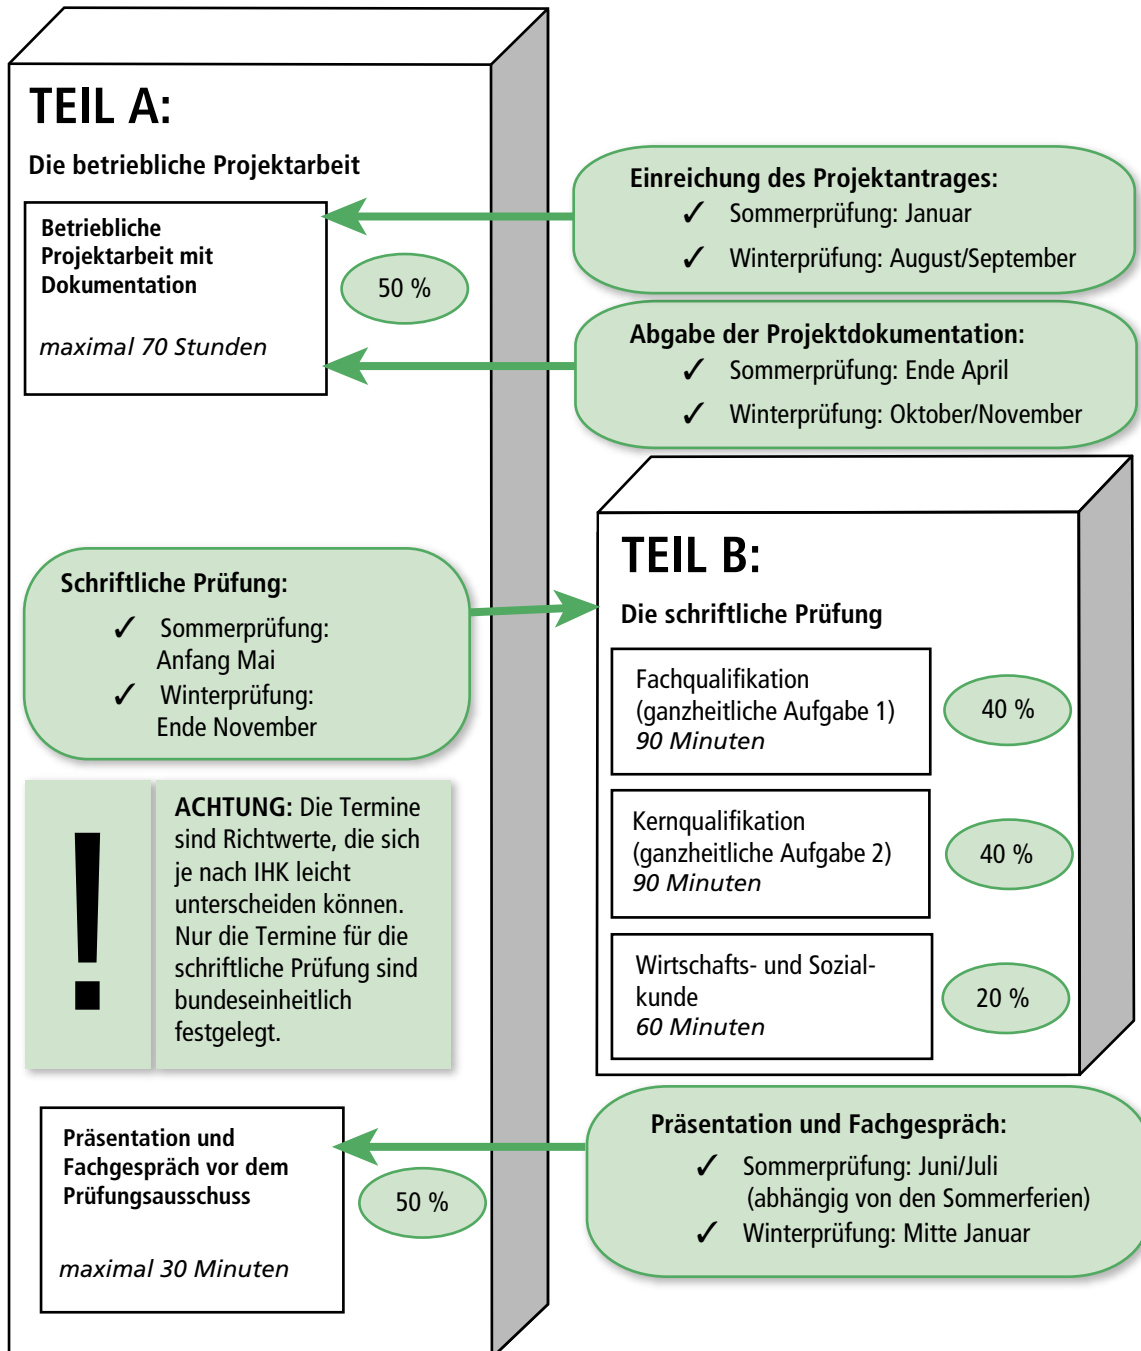 TEIL A:
Die betriebliche Projektarbeit
Betriebliche
Projektarbeit mit
Dokumentation
maximal 70 Stunden
50 %
Einreichung des Projektantrages:
✓ Sommerprüfung: Januar
✓ Winterprüfung: August/September
Abgabe der Projektdokumentation:
✓ Sommerprüfung: Ende April
✓ Winterprüfung: Oktober/November
Schriftliche Prüfung:
✓ Sommerprüfung:
Anfang Mai
✓ Winterprüfung:
Ende November
TEIL B:
Die schriftliche Prüfung
Fachqualifikation
(ganzheitliche Aufgabe 1)
90 Minuten
40 %
Kernqualifikation
(ganzheitliche Aufgabe 2)
90 Minuten
40 %
Wirtschafts- und Sozial-
kunde
60 Minuten
20 %
!
ACHTUNG: Die Termine
sind Richtwerte, die sich
je nach IHK leicht
unterscheiden können.
Nur die Termine für die
schriftliche Prüfung sind
bundeseinheitlich
festgelegt.
Präsentation und
Fachgespräch vor dem
Prüfungsausschuss
maximal 30 Minuten
50 %
Präsentation und Fachgespräch:
✓ Sommerprüfung: Juni/Juli
(abhängig von den Sommerferien)
✓ Winterprüfung: Mitte Januar